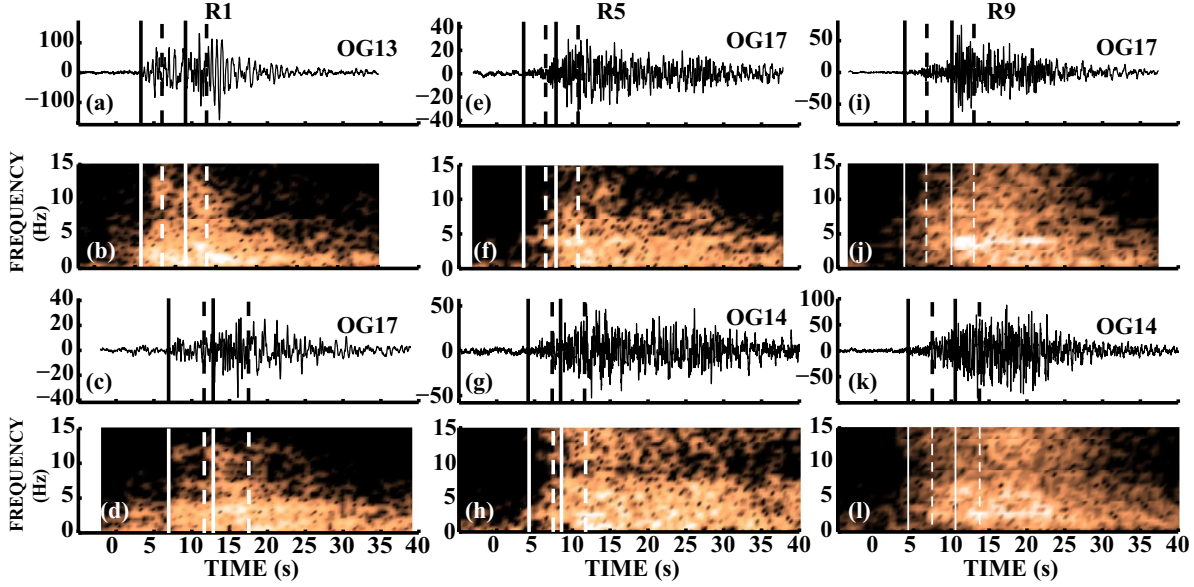 R1 R5 R9
100 0 −100 (a) OG13
40 20 0 −20 −40 (e) OG17
50 0 −50 (i) OG17
FREQUENCY (Hz) 15 10 5 0 (b)
15 10 5 0 (f)
15 10 5 0 (j)
40 20 0 −20 −40 (c) OG17
50 0 −50 (g) OG14
100 50 0 −50 (k) OG14
FREQUENCY (Hz) 15 10 5 0 (d)
15 10 5 0 (h)
15 10 5 0 (l)
0 5 10 15 20 25 30 35 40
0 5 10 15 20 25 30 35 40
0 5 10 15 20 25 30 35 40
TIME (s) TIME (s) TIME (s)